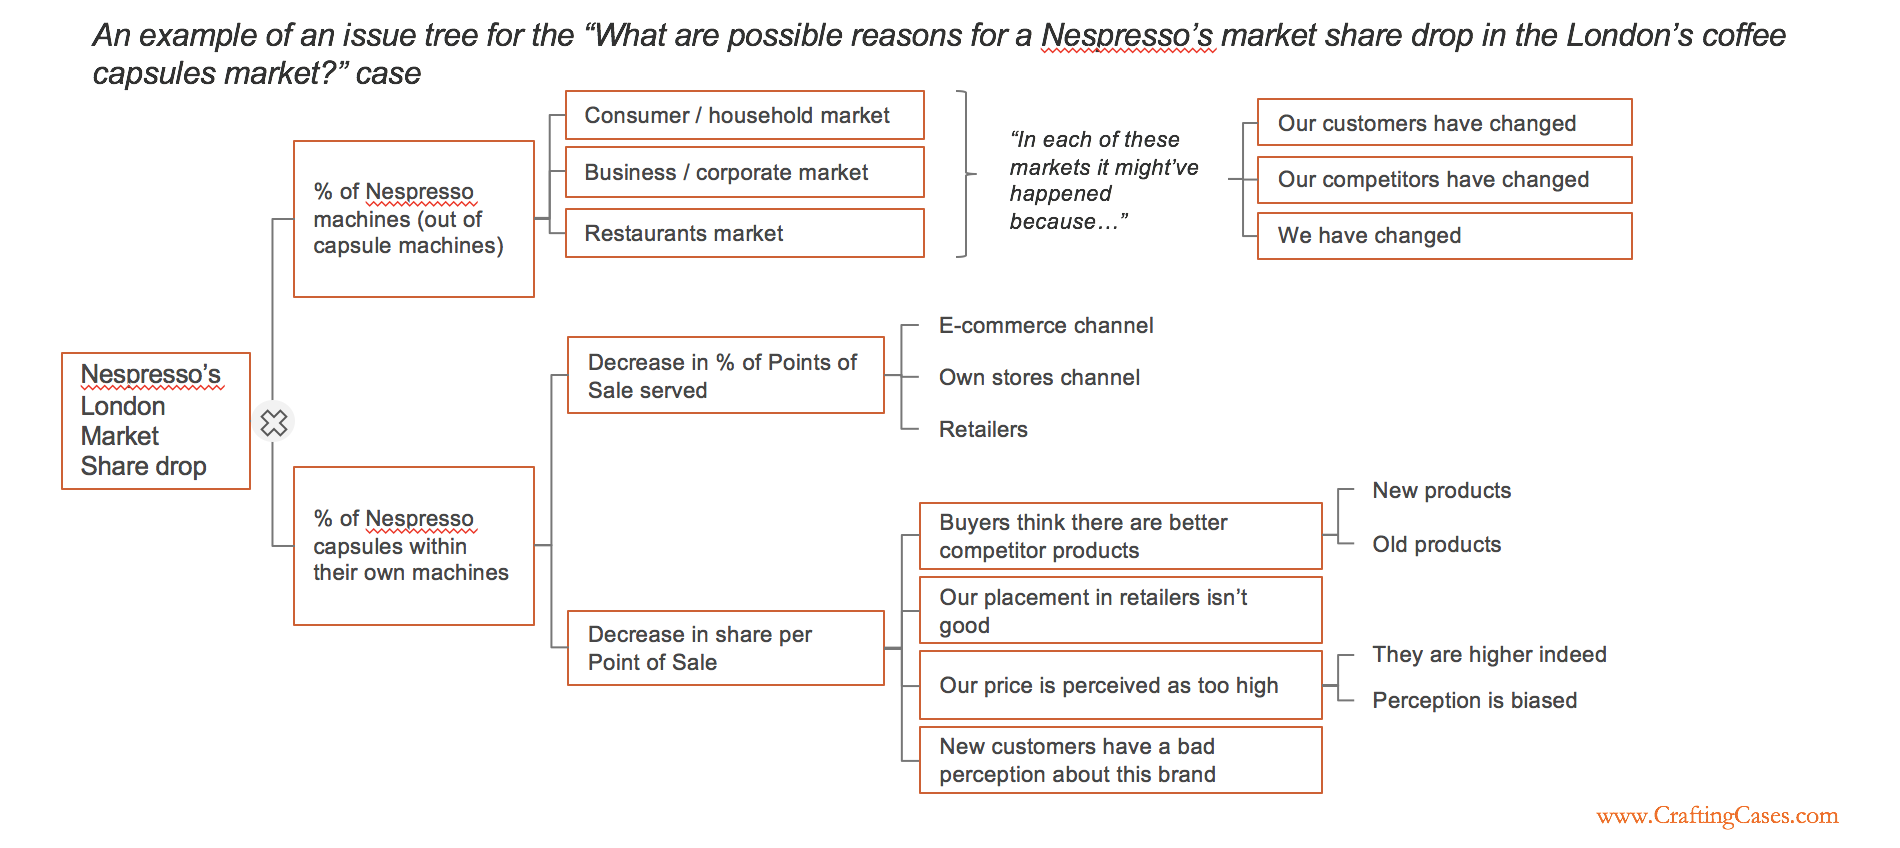 An example of an issue tree for the “What are possible reasons for a Nespresso’s market share drop in the London’s coffee
capsules market?” case
Nespresso’s
London
Market
Share drop
% of Nespresso
machines (out of
capsule machines)
Consumer / household market
Business / corporate market
Restaurants market
“In each of these
markets it might’ve
happened
because…”
Our customers have changed
Our competitors have changed
We have changed
% of Nespresso
capsules within
their own machines
Decrease in % of Points of
Sale served
E-commerce channel
Own stores channel
Retailers
Decrease in share per
Point of Sale
Buyers think there are better
competitor products
New products
Old products
Our placement in retailers isn’t
good
Our price is perceived as too high
They are higher indeed
Perception is biased
New customers have a bad
perception about this brand
www.CraftingCases.com